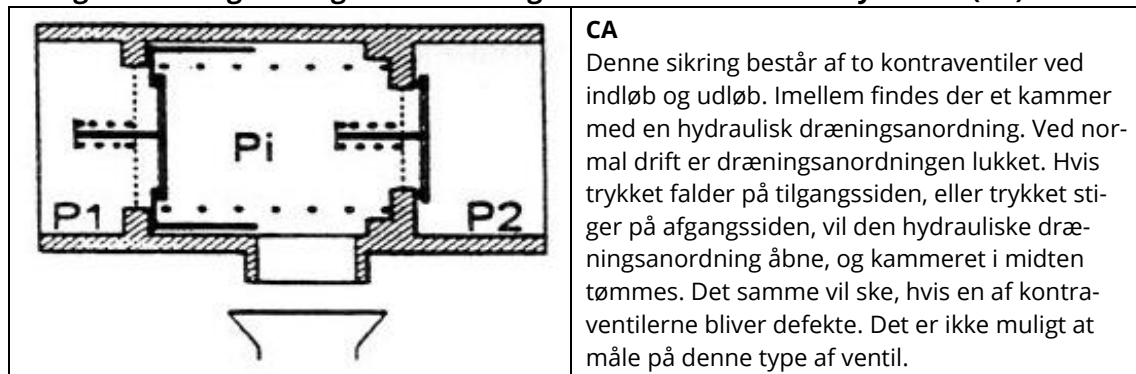 P1
Pi
P2
CA
Denne sikring består af to kontraventiler ved
indløb og udløb. Imellem findes der et kammer
med en hydraulisk dræningsanordning. Ved nor-
mal drift er dræningsanordningen lukket. Hvis
trykket falder på tilgangssiden, eller trykket sti-
ger på afgangssiden, vil den hydrauliske dræ-
ningsanordning åbne, og kammeret i midten
tømmes. Det samme vil ske, hvis en af kontra-
ventilerne bliver defekte. Det er ikke muligt at
måle på denne type af ventil.